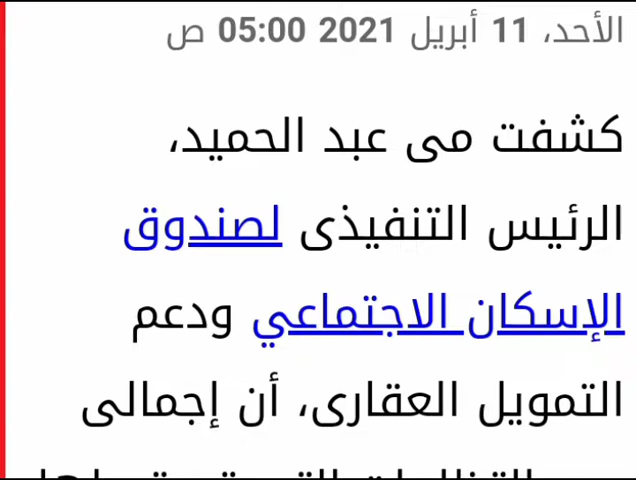 الأحد، 11 أبريل 2021 05:00 ص
كشفت مى عبد الحميد،
الرئيس التنفيذى لصندوق
الإسكان الاجتماعي ودعم
التمويل العقارى، أن إجمالى